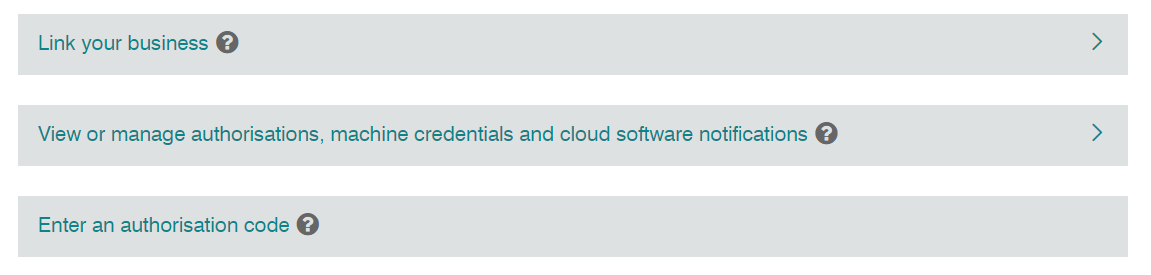 Link your business ?
View or manage authorisations, machine credentials and cloud software notifications ?
Enter an authorisation code ?